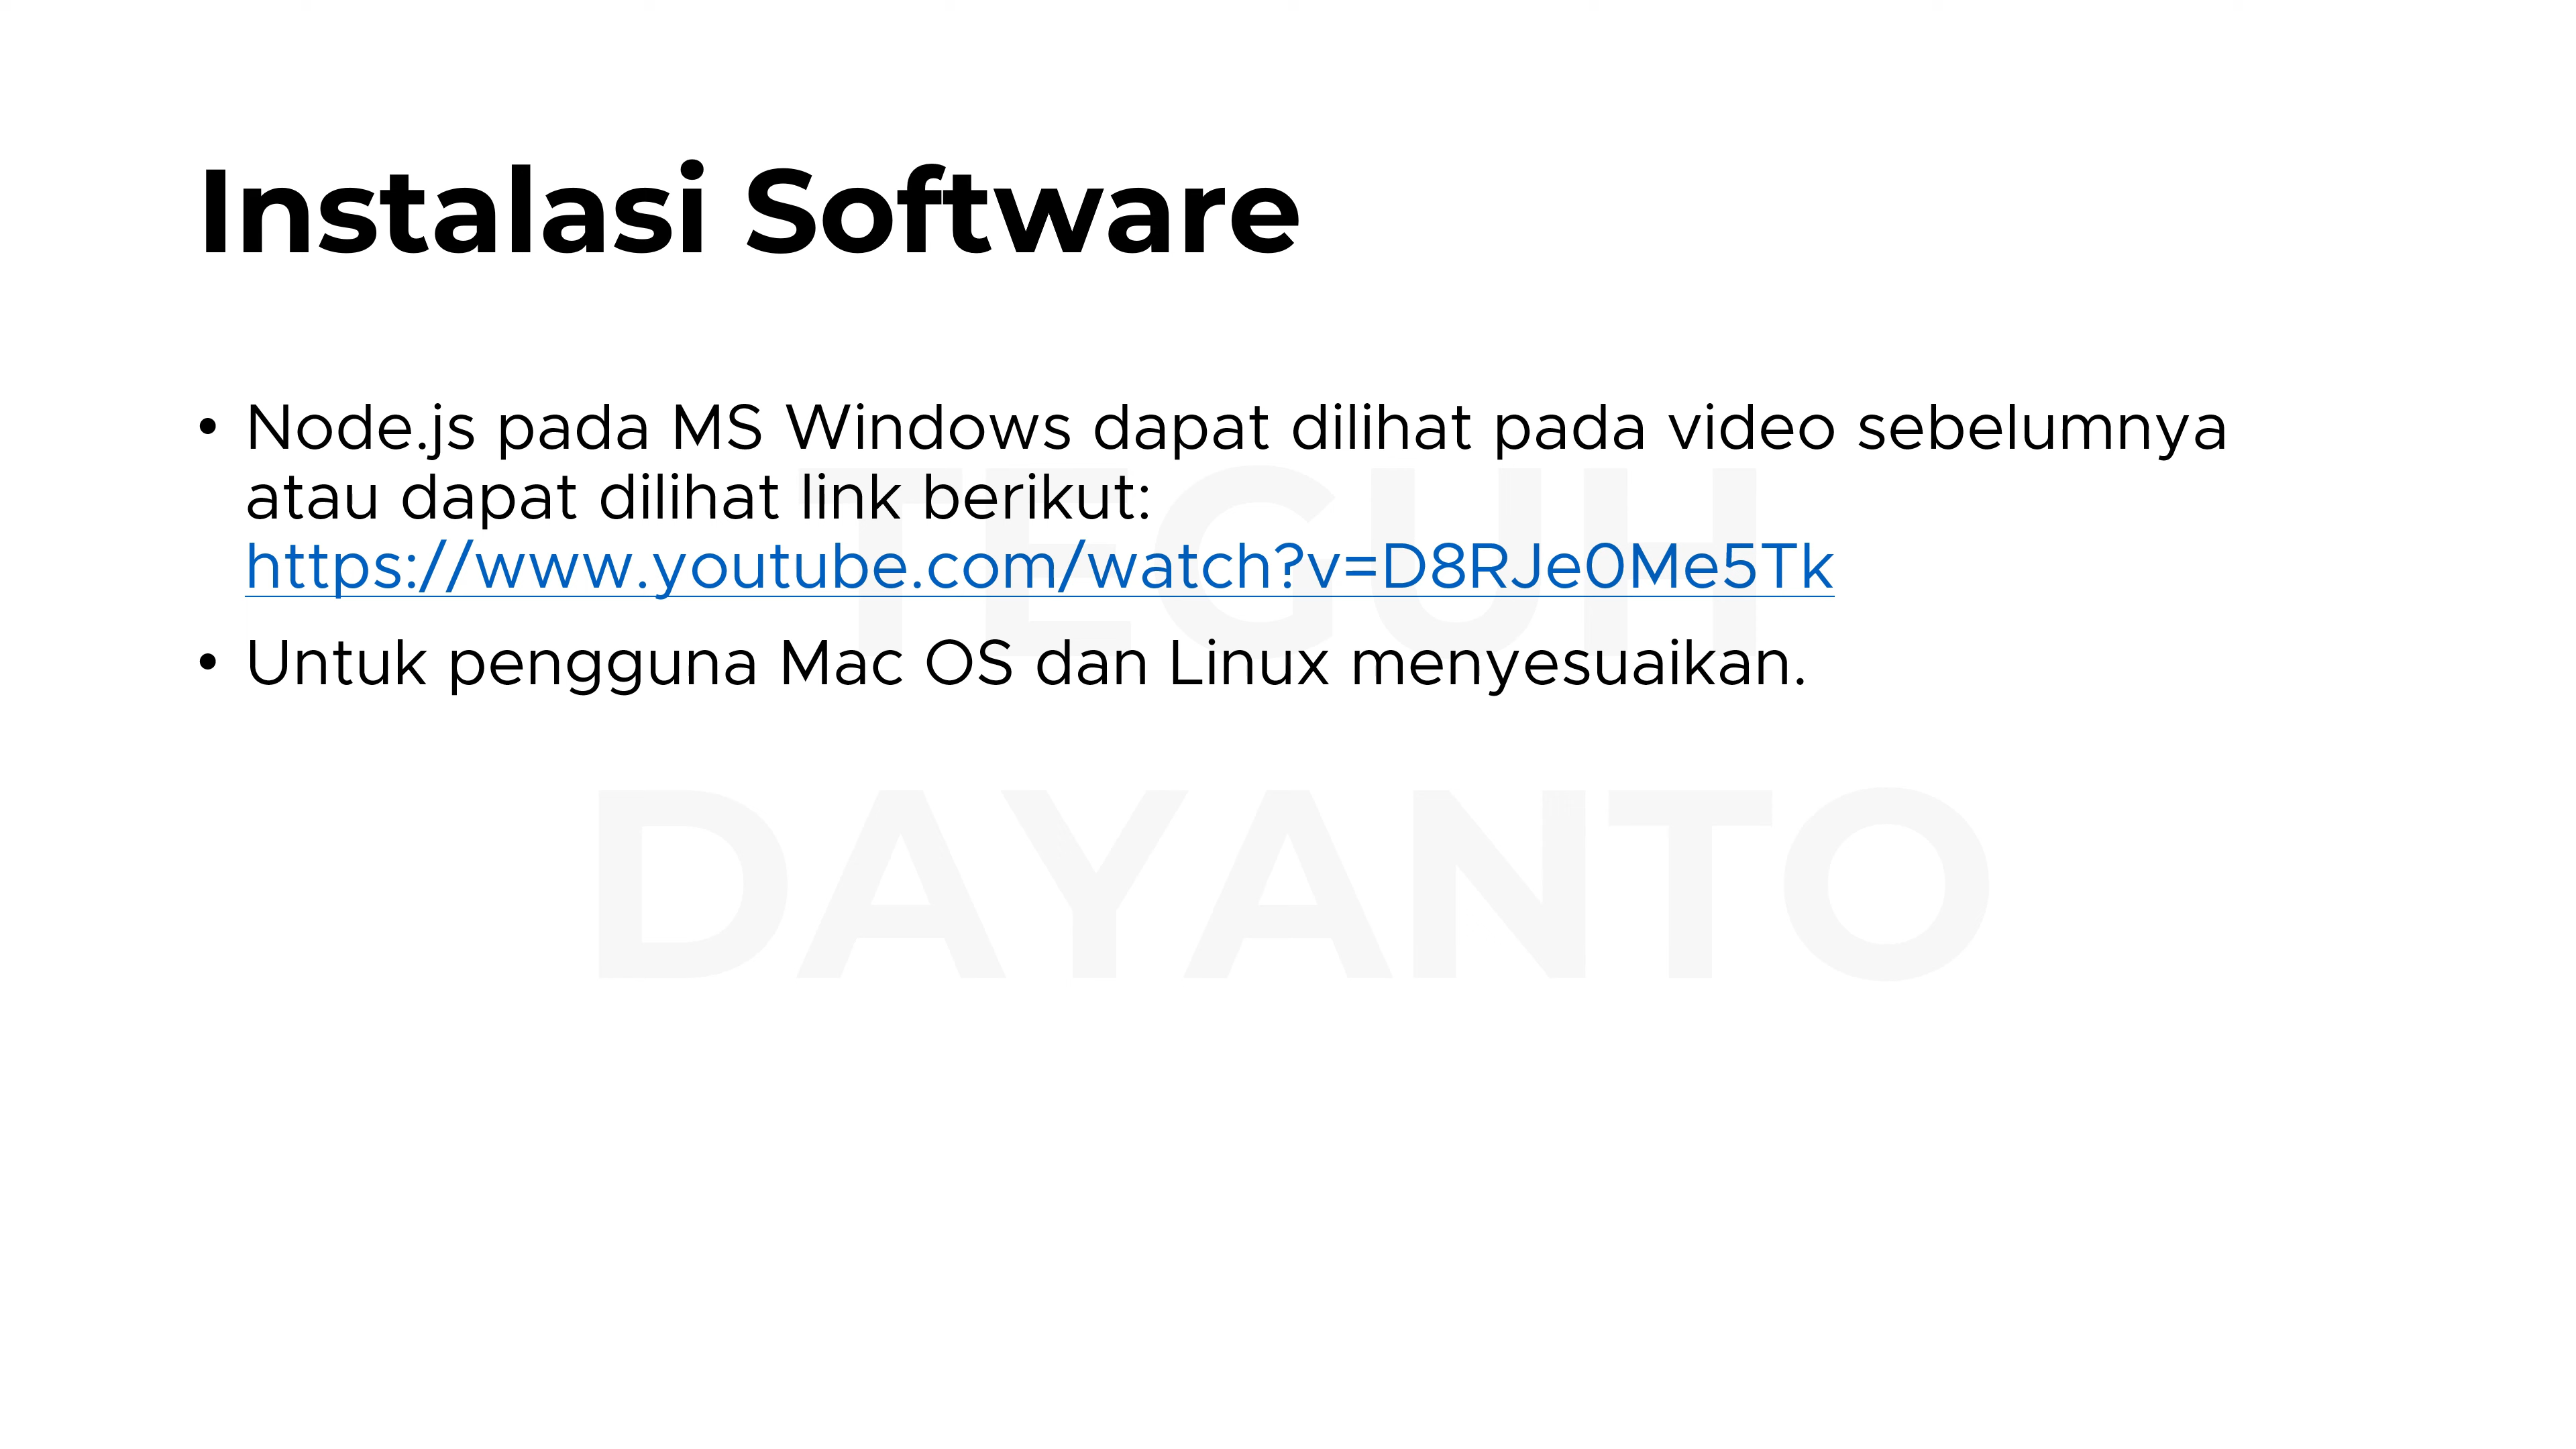 Instalasi Software
• Node.js pada MS Windows dapat dilihat pada video sebelumnya
atau dapat dilihat link berikut:
https://www.youtube.com/watch?v=D8RJe0Me5Tk
• Untuk pengguna Mac OS dan Linux menyesuaikan.
TEGUH
DAYANTO